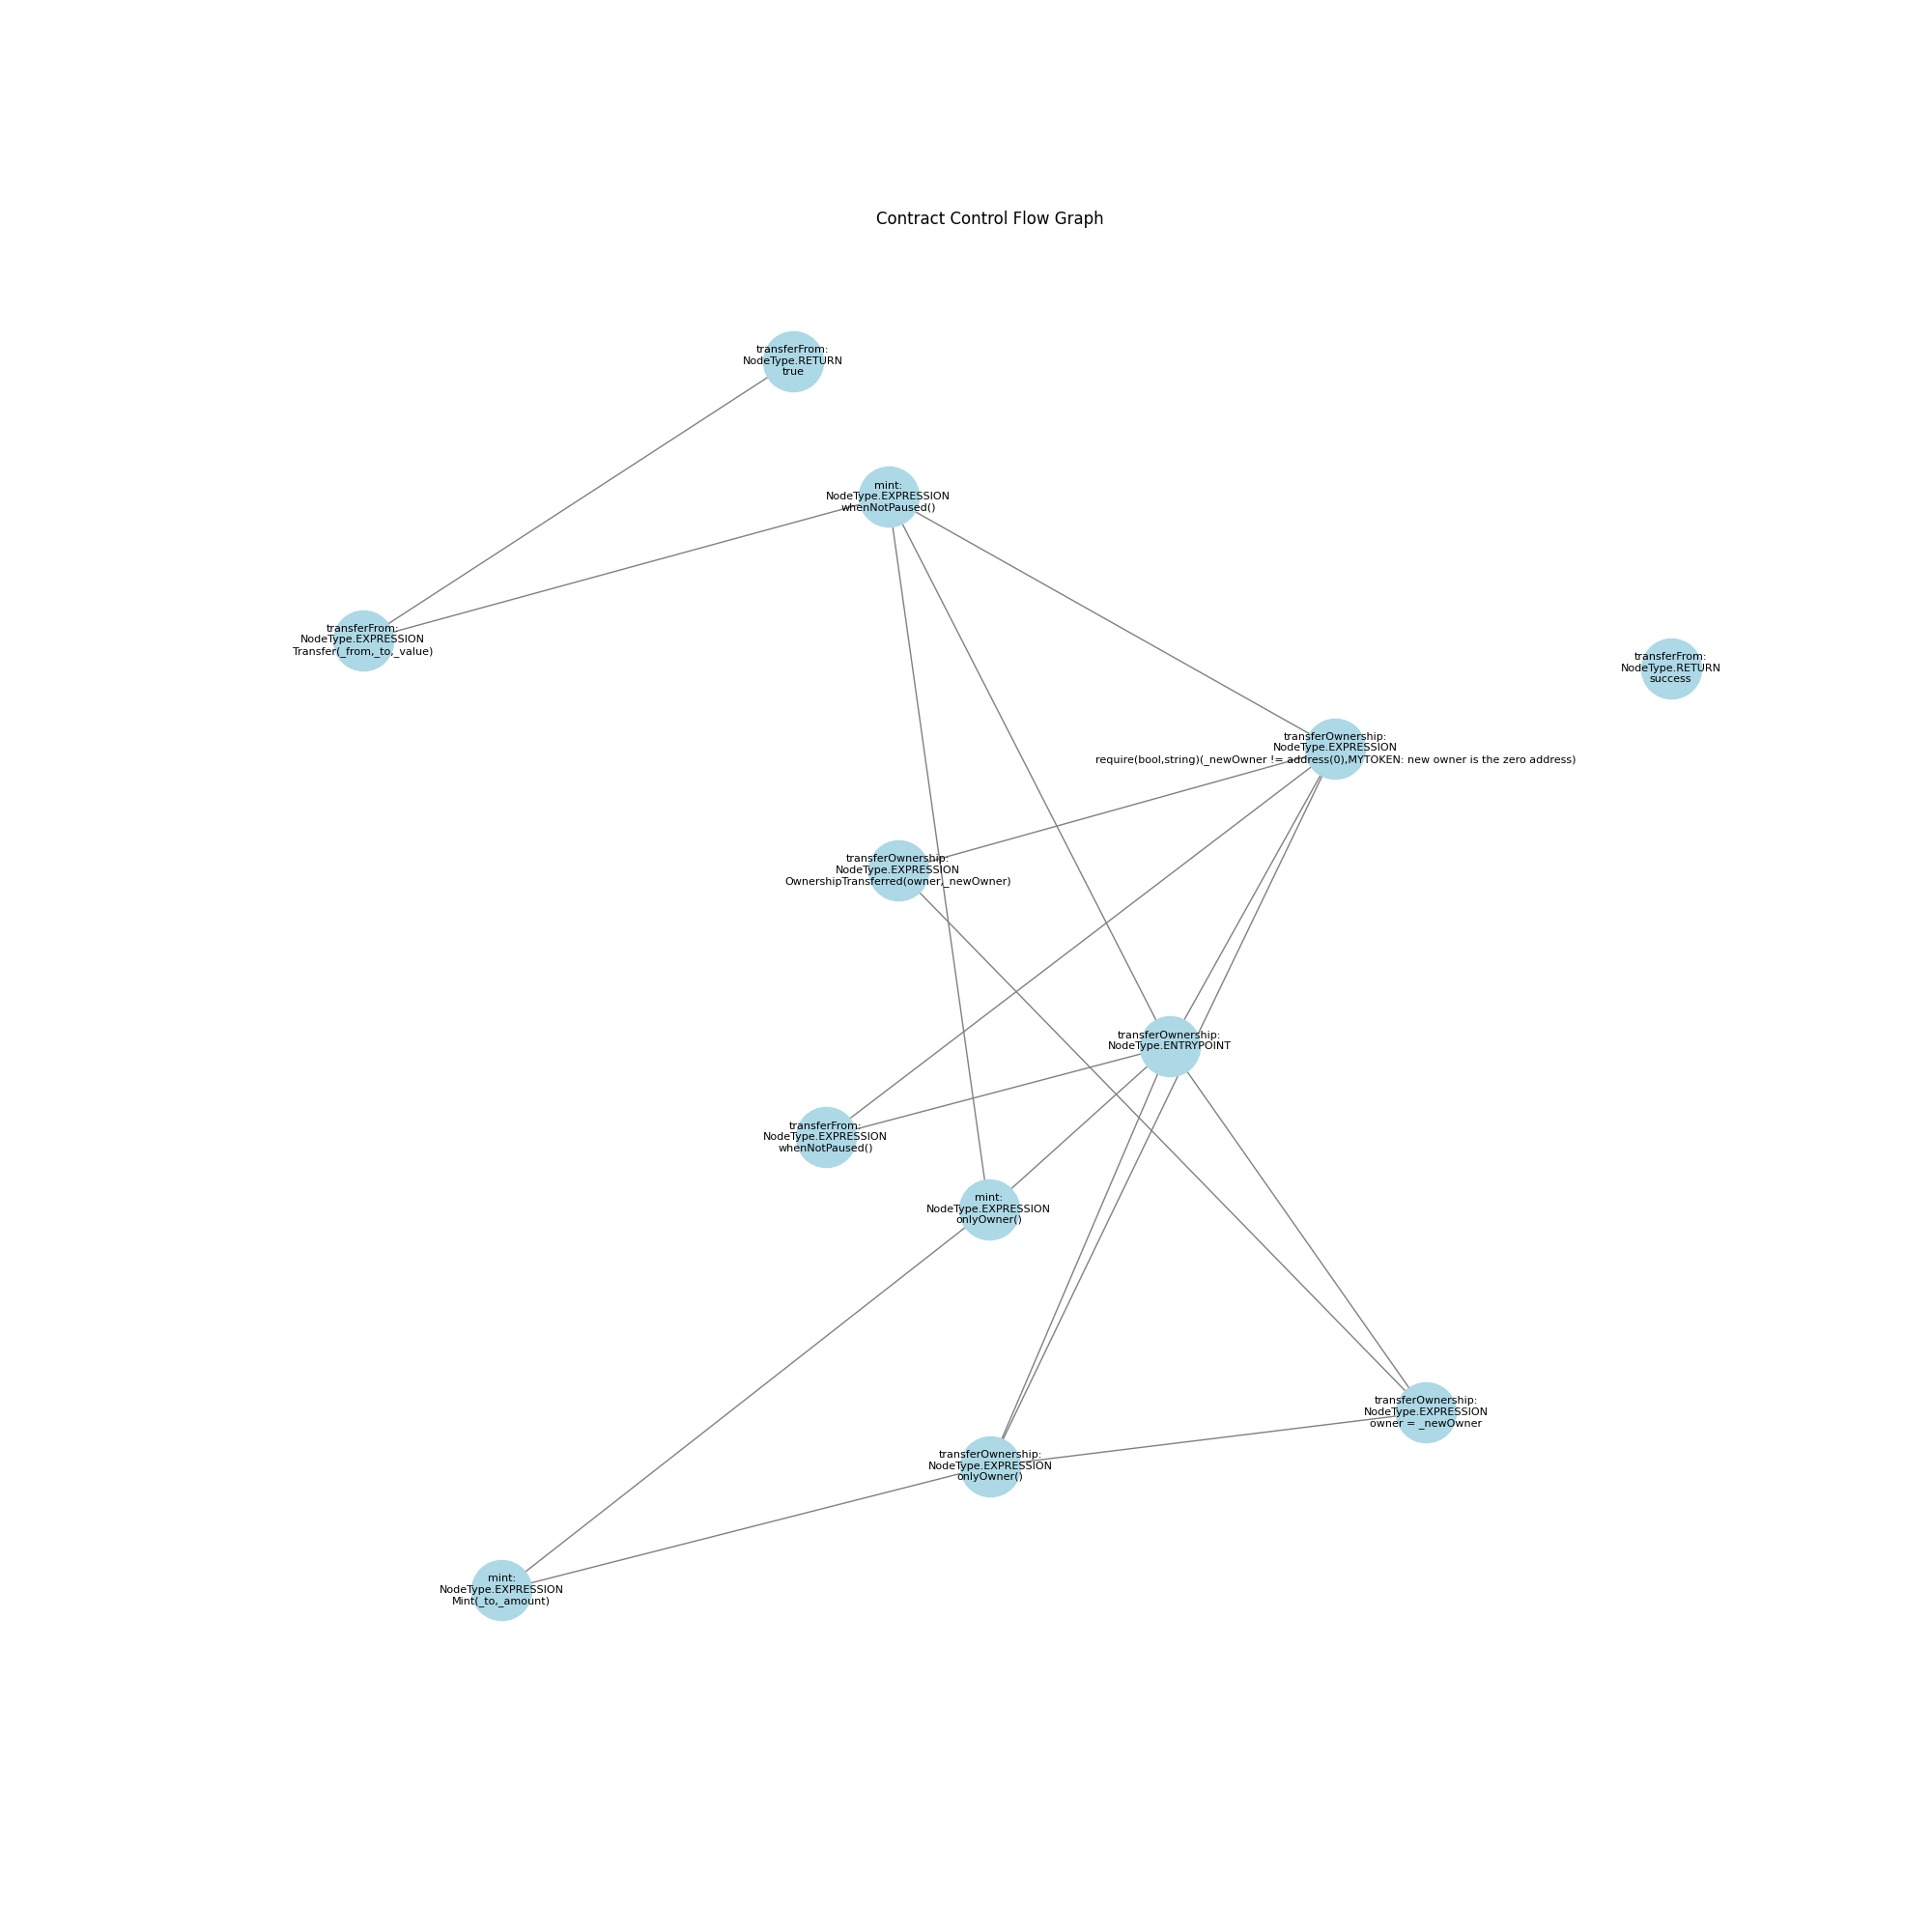 Contract Control Flow Graph
transferFrom:
NodeType.RETURN
true
mint:
NodeType.EXPRESSION
whenNotPaused()
transferFrom:
NodeType.EXPRESSION
Transfer(_from,_to,_value)
transferFrom:
NodeType.RETURN
success
transferOwnership:
NodeType.EXPRESSION
require(bool,string)(_newOwner != address(0),MYTOKEN: new owner is the zero address)
transferOwnership:
NodeType.EXPRESSION
OwnershipTransferred(owner,_newOwner)
transferOwnership:
NodeType.ENTRYPOINT
transferFrom:
NodeType.EXPRESSION
whenNotPaused()
mint:
NodeType.EXPRESSION
onlyOwner()
transferOwnership:
NodeType.EXPRESSION
owner = _newOwner
transferOwnership:
NodeType.EXPRESSION
onlyOwner()
mint:
NodeType.EXPRESSION
Mint(_to,_amount)